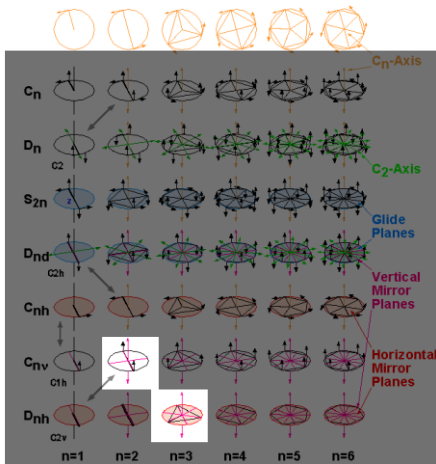 Cn-Axis
Cn
Dn
C2
C2-Axis
S2n
z
Glide
Planes
Dnd
C2h
Vertical
Mirror
Planes
Cnh
Cnv
C1h
Horizontal
Mirror
Planes
Dnh
C2v
n=1 n=2 n=3 n=4 n=5 n=6